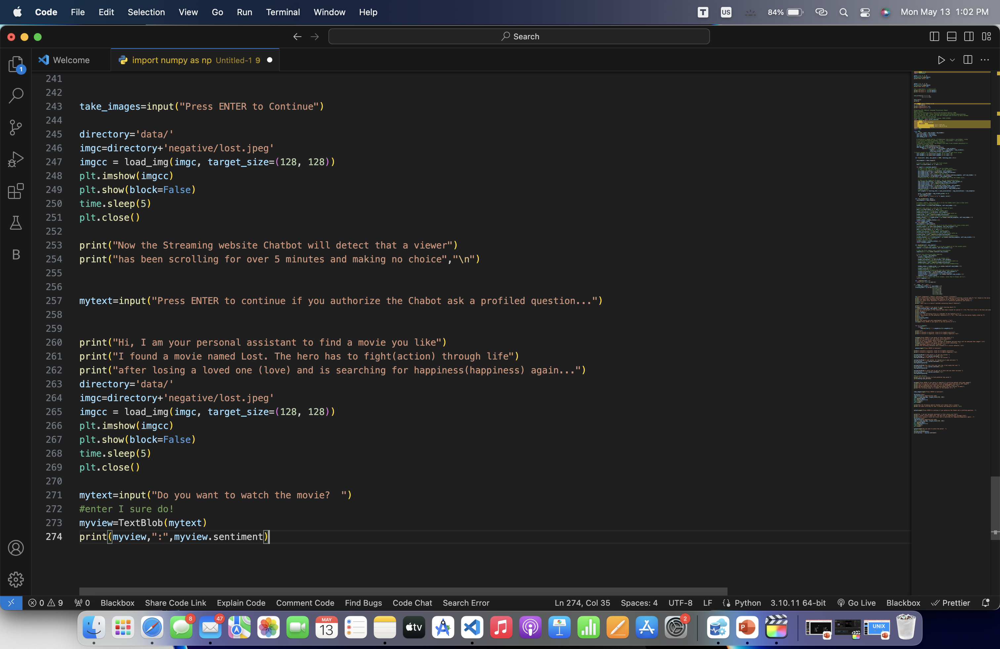 Code File Edit Selection View Go Run Terminal Window Help T US 84% Mon May 13 1:02 PM
Search
Welcome import numpy as np Untitled-1 9
1
241
242
243 take_images=input("Press ENTER to Continue")
244
245 directory='data/'
246 imgc=directory+'negative/lost.jpeg'
247 imgcc = load_img(imgc, target_size=(128, 128))
248 plt.imshow(imgcc)
249 plt.show(block=False)
250 time.sleep(5)
251 plt.close()
252
253 print("Now the Streaming website Chatbot will detect that a viewer")
254 print("has been scrolling for over 5 minutes and making no choice","\n")
255
256
257 mytext=input("Press ENTER to continue if you authorize the Chabot ask a profiled question...")
258
259
260 print("Hi, I am your personal assistant to find a movie you like")
261 print("I found a movie named Lost. The hero has to fight(action) through life")
262 print("after losing a loved one (love) and is searching for happiness(happiness) again...")
263 directory='data/'
264 imgc=directory+'negative/lost.jpeg'
265 imgcc = load_img(imgc, target_size=(128, 128))
266 plt.imshow(imgcc)
267 plt.show(block=False)
268 time.sleep(5)
269 plt.close()
270
271 mytext=input("Do you want to watch the movie?  ")
272 #enter I sure do!
273 myview=TextBlob(mytext)
274 print(myview,":",myview.sentiment)
B
0 9 0 Blackbox Share Code Link Explain Code Comment Code Find Bugs Code Chat Search Error Ln 274, Col 35 Spaces: 4 UTF-8 LF Python 3.10.11 64-bit Go Live Blackbox Prettier
8 47 MAY 13 tv 2 P UNIX